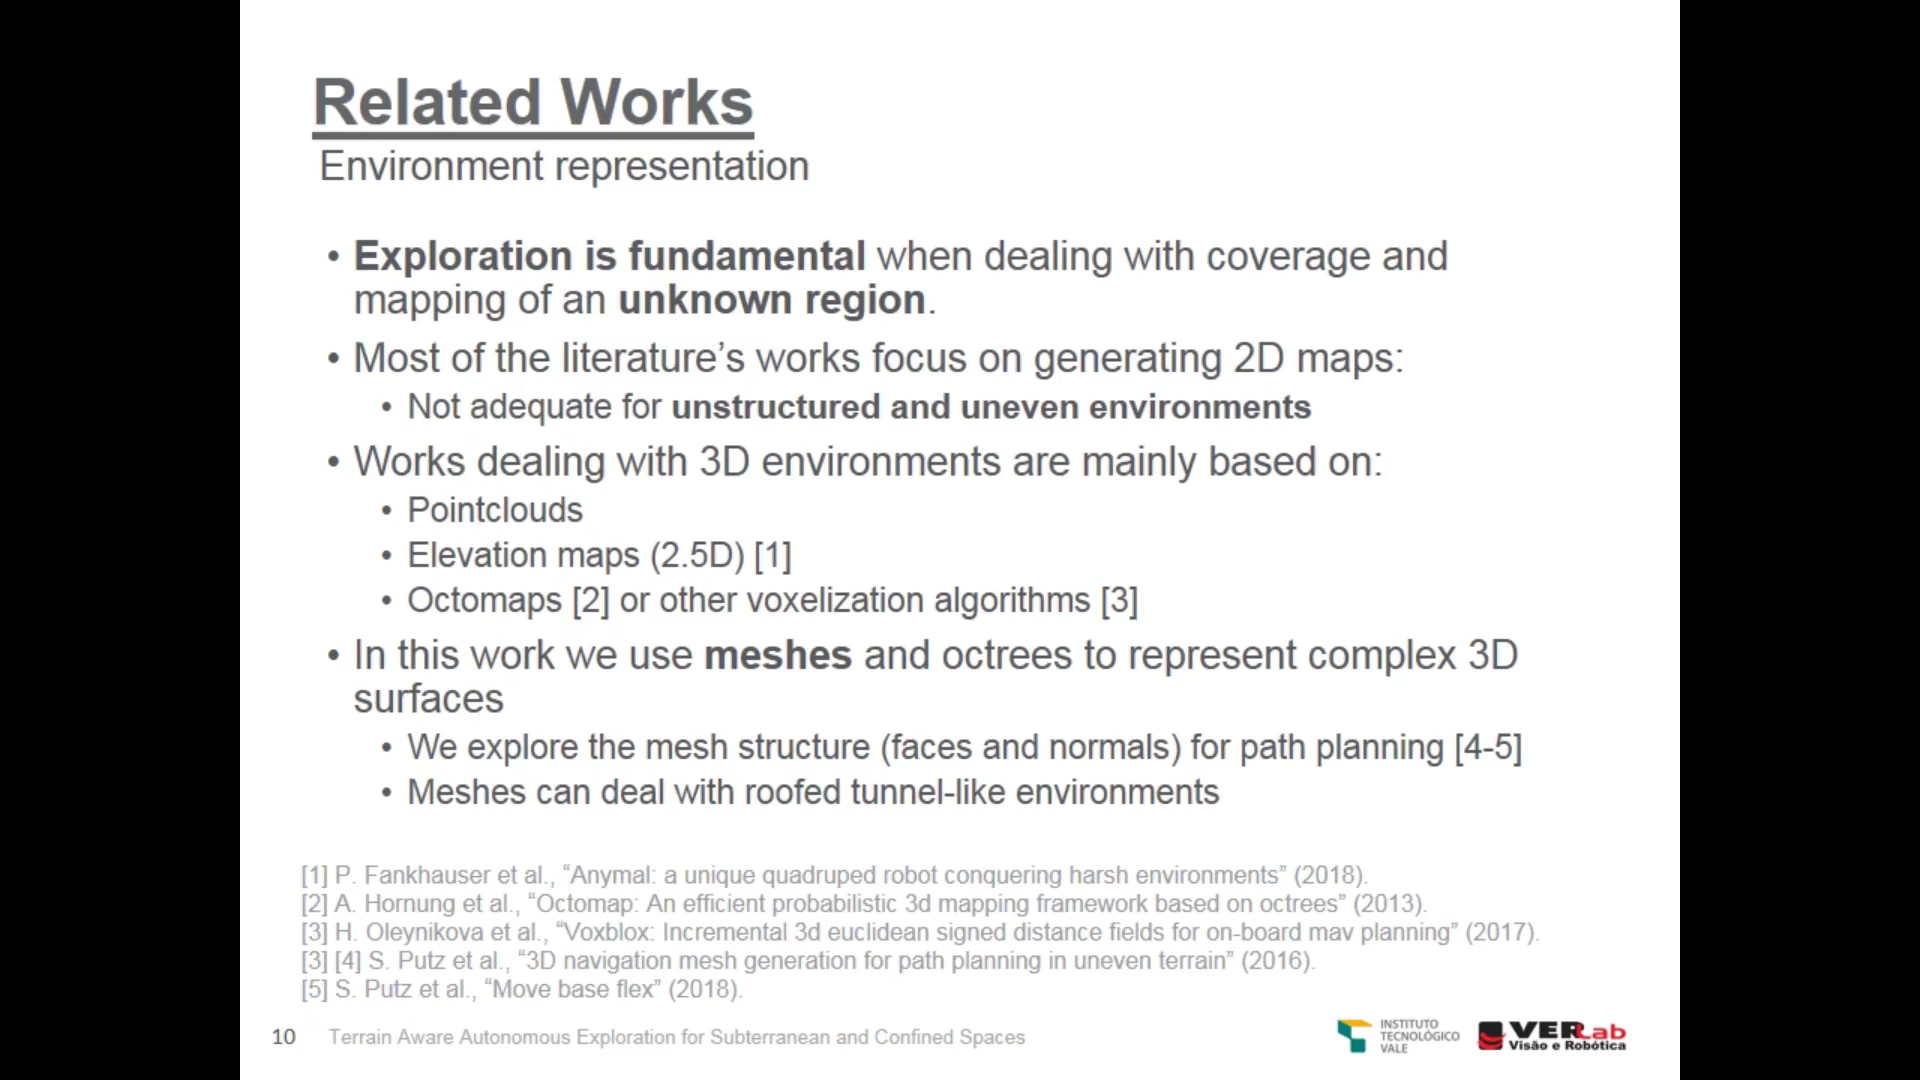 Related Works
Environment representation
• Exploration is fundamental when dealing with coverage and
mapping of an unknown region.
• Most of the literature’s works focus on generating 2D maps:
• Not adequate for unstructured and uneven environments
• Works dealing with 3D environments are mainly based on:
• Pointclouds
• Elevation maps (2.5D) [1]
• Octomaps [2] or other voxelization algorithms [3]
• In this work we use meshes and octrees to represent complex 3D
surfaces
• We explore the mesh structure (faces and normals) for path planning [4-5]
• Meshes can deal with roofed tunnel-like environments
[1] P. Fankhauser et al., “Anymal: a unique quadruped robot conquering harsh environments” (2018).
[2] A. Hornung et al., “Octomap: An efficient probabilistic 3d mapping framework based on octrees” (2013).
[3] H. Oleynikova et al., “Voxblox: Incremental 3d euclidean signed distance fields for on-board mav planning” (2017).
[3] [4] S. Putz et al., “3D navigation mesh generation for path planning in uneven terrain” (2016).
[5] S. Putz et al., “Move base flex” (2018).
10 Terrain Aware Autonomous Exploration for Subterranean and Confined Spaces
INSTITUTO
TECNOLÓGICO
VALE
VERLab
Visão e Robótica